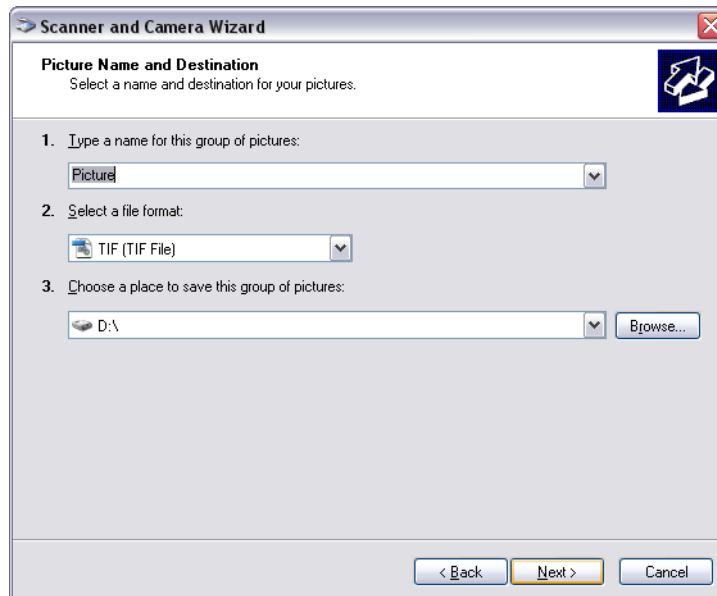 Scanner and Camera Wizard
Picture Name and Destination
Select a name and destination for your pictures.
1. Type a name for this group of pictures:
Picture
2. Select a file format:
TIF (TIF File)
3. Choose a place to save this group of pictures:
D:\
Browse...
< Back Next > Cancel